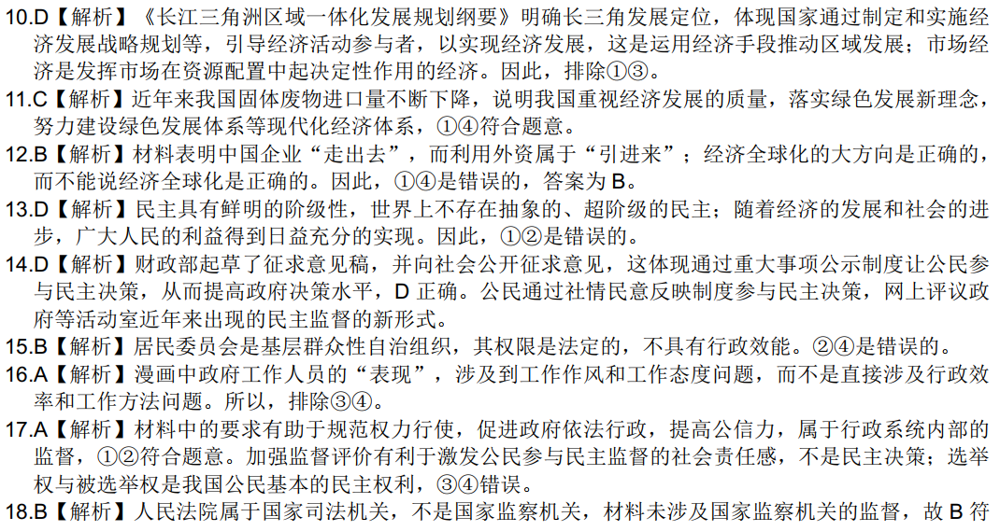 10.D【解析】《长江三角洲区域一体化发展规划纲要》明确长三角发展定位，体现国家通过制定和实施经
济发展战略规划等，引导经济活动参与者，以实现经济发展，这是运用经济手段推动区域发展；市场经
济是发挥市场在资源配置中起决定性作用的经济。因此，排除①③。
11.C【解析】近年来我国固体废物进口量不断下降，说明我国重视经济发展的质量，落实绿色发展新理念，
努力建设绿色发展体系等现代化经济体系，①④符合题意。
12.B【解析】材料表明中国企业“走出去”，而利用外资属于“引进来”；经济全球化的大方向是正确的，
而不能说经济全球化是正确的。因此，①④是错误的，答案为 B。
13.D【解析】民主具有鲜明的阶级性，世界上不存在抽象的、超阶级的民主；随着经济的发展和社会的进
步，广大人民的利益得到日益充分的实现。因此，①②是错误的。
14.D【解析】财政部起草了征求意见稿，并向社会公开征求意见，这体现通过重大事项公示制度让公民参
与民主决策，从而提高政府决策水平，D 正确。公民通过社情民意反映制度参与民主决策，网上评议政
府等活动室近年来出现的民主监督的新形式。
15.B【解析】居民委员会是基层群众性自治组织，其权限是法定的，不具有行政效能。②④是错误的。
16.A【解析】漫画中政府工作人员的“表现”，涉及到工作作风和工作态度问题，而不是直接涉及行政效
率和工作方法问题。所以，排除③④。
17.A【解析】材料中的要求有助于规范权力行使，促进政府依法行政，提高公信力，属于行政系统内部的
监督，①②符合题意。加强监督评价有利于激发公民参与民主监督的社会责任感，不是民主决策；选举
权与被选举权是我国公民基本的民主权利，③④错误。
18.B【解析】人民法院属于国家司法机关，不是国家监察机关，材料未涉及国家监察机关的监督，故 B 符